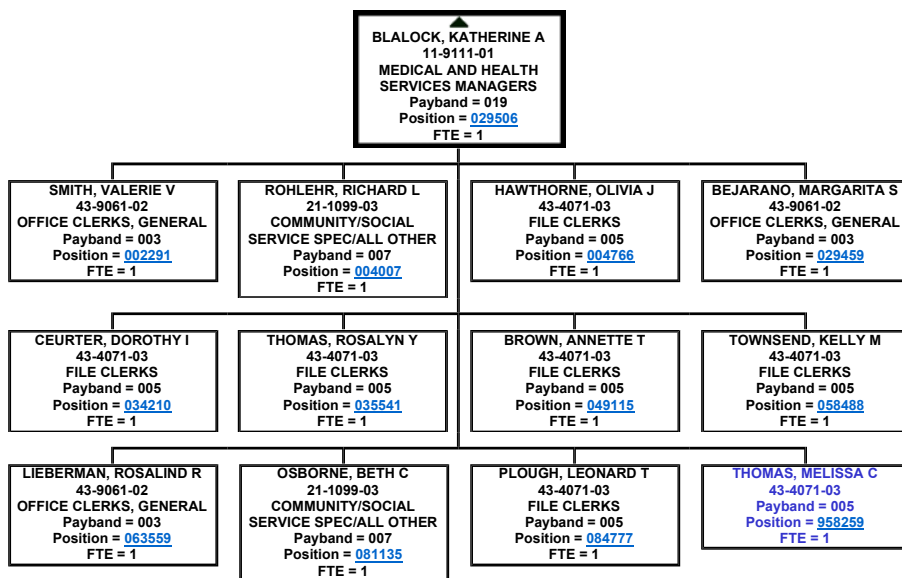 BLALOCK, KATHERINE A
11-9111-01
MEDICAL AND HEALTH
SERVICES MANAGERS
Payband = 019
Position = 029506
FTE = 1
SMITH, VALERIE V
43-9061-02
OFFICE CLERKS, GENERAL
Payband = 003
Position = 002291
FTE = 1
ROHLEHR, RICHARD L
21-1099-03
COMMUNITY/SOCIAL
SERVICE SPEC/ALL OTHER
Payband = 007
Position = 004007
FTE = 1
HAWTHORNE, OLIVIA J
43-4071-03
FILE CLERKS
Payband = 005
Position = 004766
FTE = 1
BEJARANO, MARGARITA S
43-9061-02
OFFICE CLERKS, GENERAL
Payband = 003
Position = 029459
FTE = 1
CEURTER, DOROTHY I
43-4071-03
FILE CLERKS
Payband = 005
Position = 034210
FTE = 1
THOMAS, ROSALYN Y
43-4071-03
FILE CLERKS
Payband = 005
Position = 035541
FTE = 1
BROWN, ANNETTE T
43-4071-03
FILE CLERKS
Payband = 005
Position = 049115
FTE = 1
TOWNSEND, KELLY M
43-4071-03
FILE CLERKS
Payband = 005
Position = 058488
FTE = 1
LIEBERMAN, ROSALIND R
43-9061-02
OFFICE CLERKS, GENERAL
Payband = 003
Position = 063559
FTE = 1
OSBORNE, BETH C
21-1099-03
COMMUNITY/SOCIAL
SERVICE SPEC/ALL OTHER
Payband = 007
Position = 081135
FTE = 1
PLOUGH, LEONARD T
43-4071-03
FILE CLERKS
Payband = 005
Position = 084777
FTE = 1
THOMAS, MELISSA C
43-4071-03
Payband = 005
Position = 958259
FTE = 1